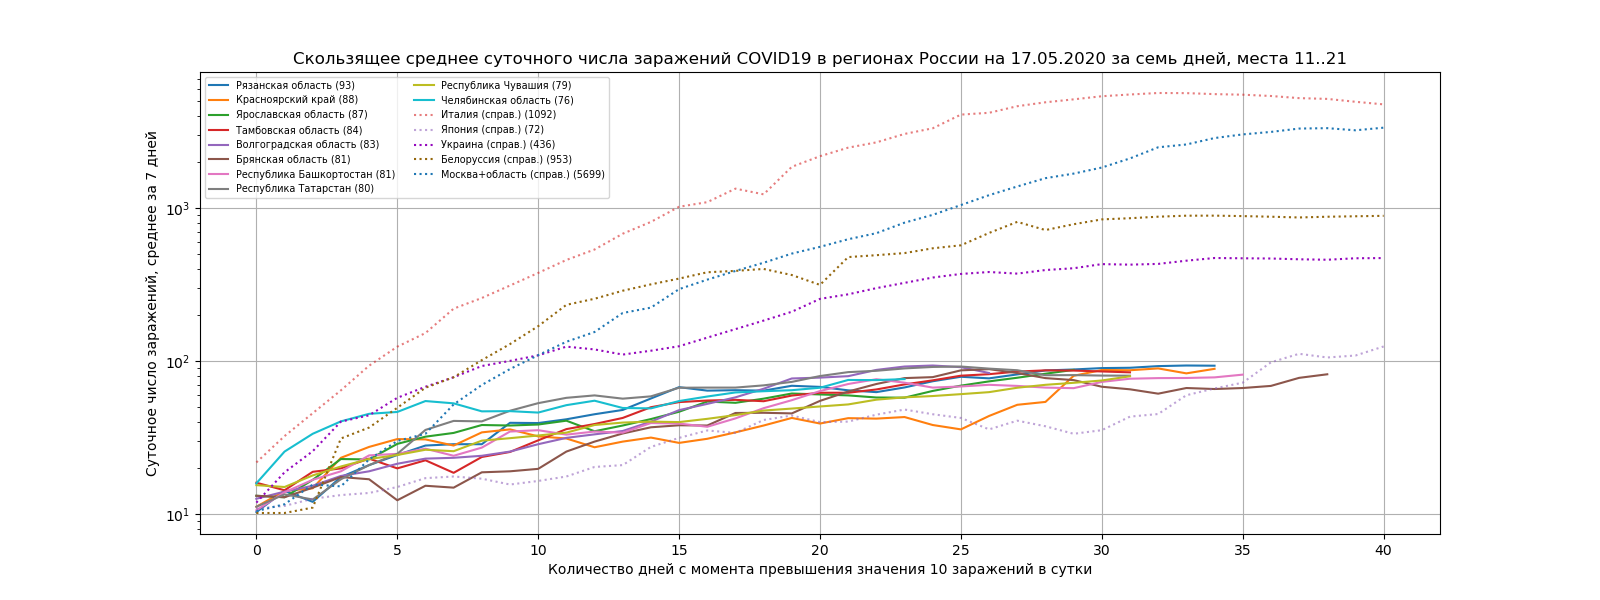 Скользящее среднее суточного числа заражений COVID19 в регионах России на 17.05.2020 за семь дней, места 11..21
Рязанская область (93)
Красноярский край (88)
Ярославская область (87)
Тамбовская область (84)
Волгоградская область (83)
Брянская область (81)
Республика Башкортостан (81)
Республика Татарстан (80)
Республика Чувашия (79)
Челябинская область (76)
Италия (справ.) (1092)
Япония (справ.) (72)
Украина (справ.) (436)
Белоруссия (справ.) (953)
Москва+область (справ.) (5699)
Суточное число заражений, среднее за 7 дней
10³
10²
10¹
0 5 10 15 20 25 30 35 40
Количество дней с момента превышения значения 10 заражений в сутки